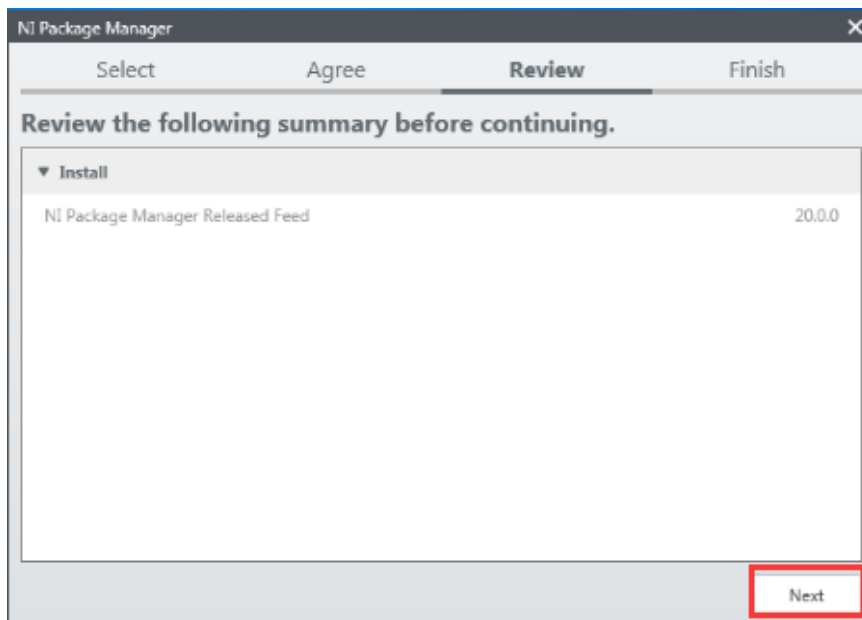 NI Package Manager
Select Agree Review Finish
Review the following summary before continuing.
Install
NI Package Manager Released Feed 20.0.0
Next